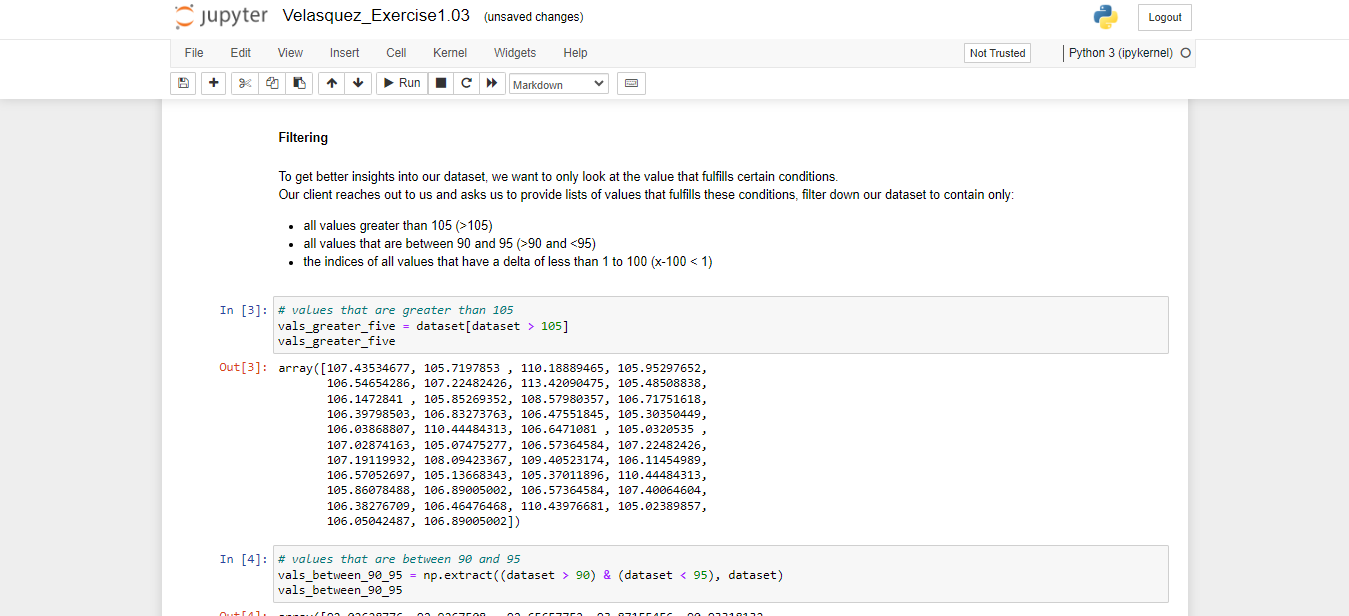 jupyter Velasquez_Exercise1.03 (unsaved changes) Logout
File Edit View Insert Cell Kernel Widgets Help Not Trusted Python 3 (ipykernel)
Run Markdown
Filtering
To get better insights into our dataset, we want to only look at the value that fulfills certain conditions.
Our client reaches out to us and asks us to provide lists of values that fulfills these conditions, filter down our dataset to contain only:
• all values greater than 105 (>105)
• all values that are between 90 and 95 (>90 and <95)
• the indices of all values that have a delta of less than 1 to 100 (x-100 < 1)
In [3]: # values that are greater than 105
vals_greater_five = dataset[dataset > 105]
vals_greater_five
Out[3]: array([107.43534677, 105.7197853 , 110.18889465, 105.95297652,
106.54654286, 107.22482426, 113.42090475, 105.48508838,
106.1472841 , 105.85269352, 108.57980357, 106.71751618,
106.39798503, 106.83273763, 106.47551845, 105.30350449,
106.03868807, 110.44484313, 106.6471081 , 105.0320535 ,
107.02874163, 105.07475277, 106.57364584, 107.22482426,
107.19119932, 108.09423367, 109.40523174, 106.11454989,
106.57052697, 105.13668343, 105.37011896, 110.44484313,
105.86078488, 106.89005002, 106.57364584, 107.40064604,
106.38276709, 106.46476468, 110.43976681, 105.02389857,
106.05042487, 106.89005002])
In [4]: # values that are between 90 and 95
vals_between_90_95 = np.extract((dataset > 90) & (dataset < 95), dataset)
vals_between_90_95
Out[4]: array([